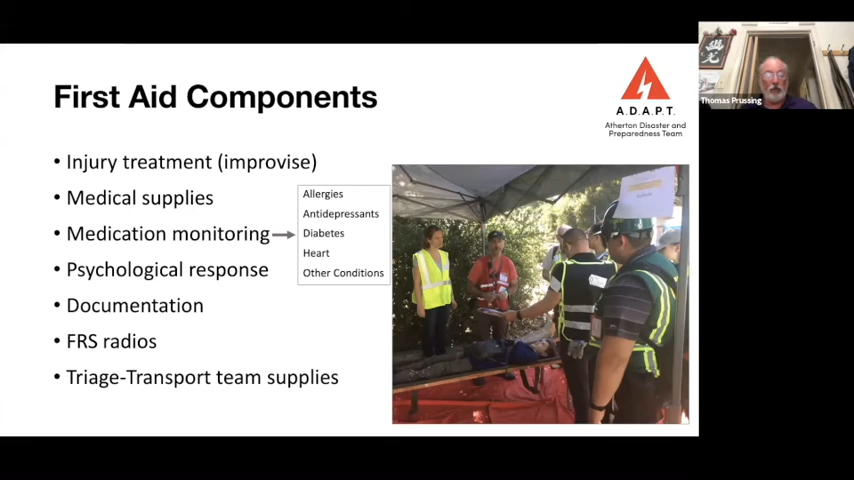 First Aid Components
A.D.A.P.T.
Atherton Disaster and
Preparedness Team
• Injury treatment (improvise)
• Medical supplies
• Medication monitoring
• Psychological response
• Documentation
• FRS radios
• Triage-Transport team supplies
Allergies
Antidepressants
Diabetes
Heart
Other Conditions
Thomas Prussing